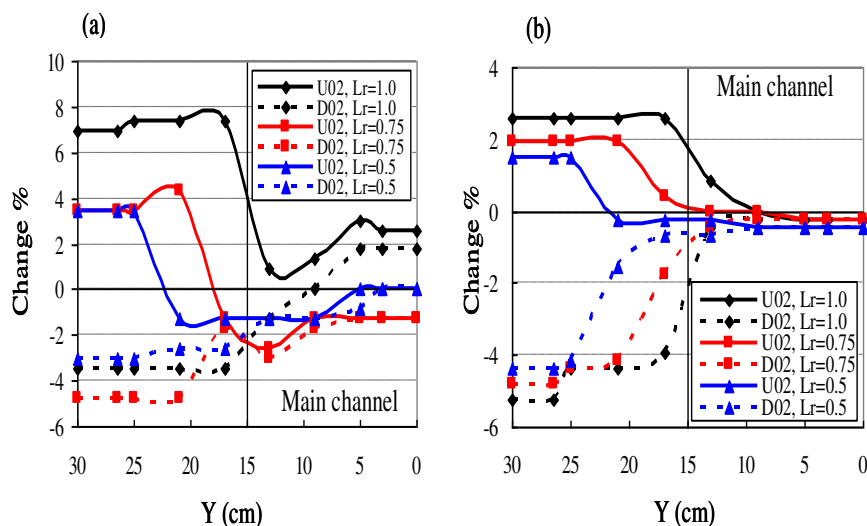 (a)
10
8
6
4
2
0
-2
-4
-6
Change %
U02, Lr=1.0
D02, Lr=1.0
U02, Lr=0.75
D02, Lr=0.75
U02, Lr=0.5
D02, Lr=0.5
Main channel
30 25 20 15 10 5 0
Y (cm)
(b)
4
2
0
-2
-4
-6
Change %
Main channel
U02, Lr=1.0
D02, Lr=1.0
U02, Lr=0.75
D02, Lr=0.75
U02, Lr=0.5
D02, Lr=0.5
30 25 20 15 10 5 0
Y (cm)